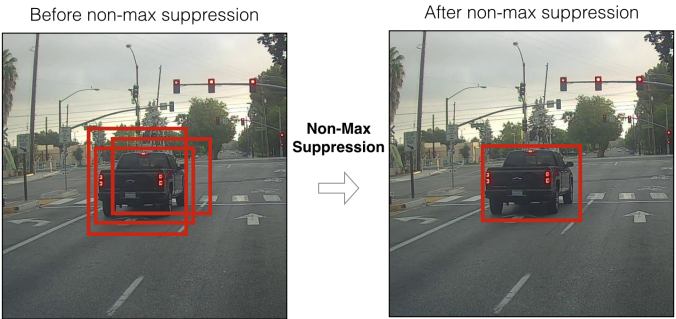 Before non-max suppression
After non-max suppression
Non-Max
Suppression